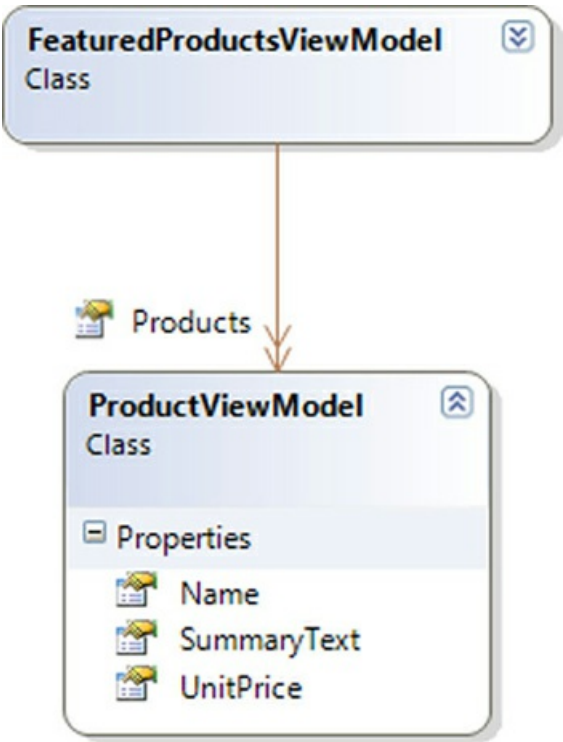 FeaturedProductsViewModel
Class
Products
ProductViewModel
Class
Properties
Name
SummaryText
UnitPrice